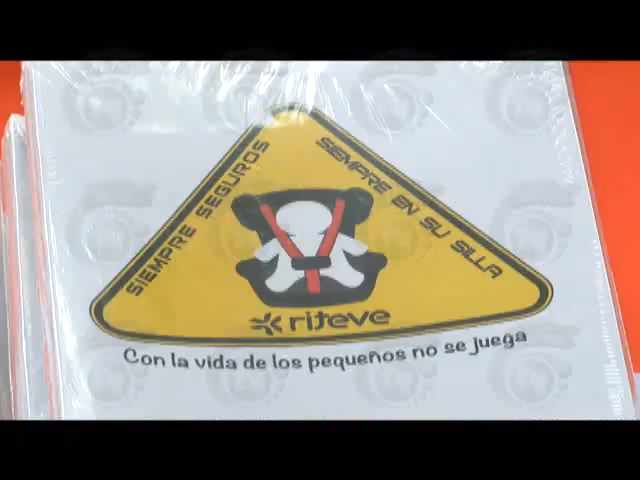 SIEMPRE SEGUROS
SIEMPRE EN SU SILLA
riteve
Con la vida de los pequeños no se juega